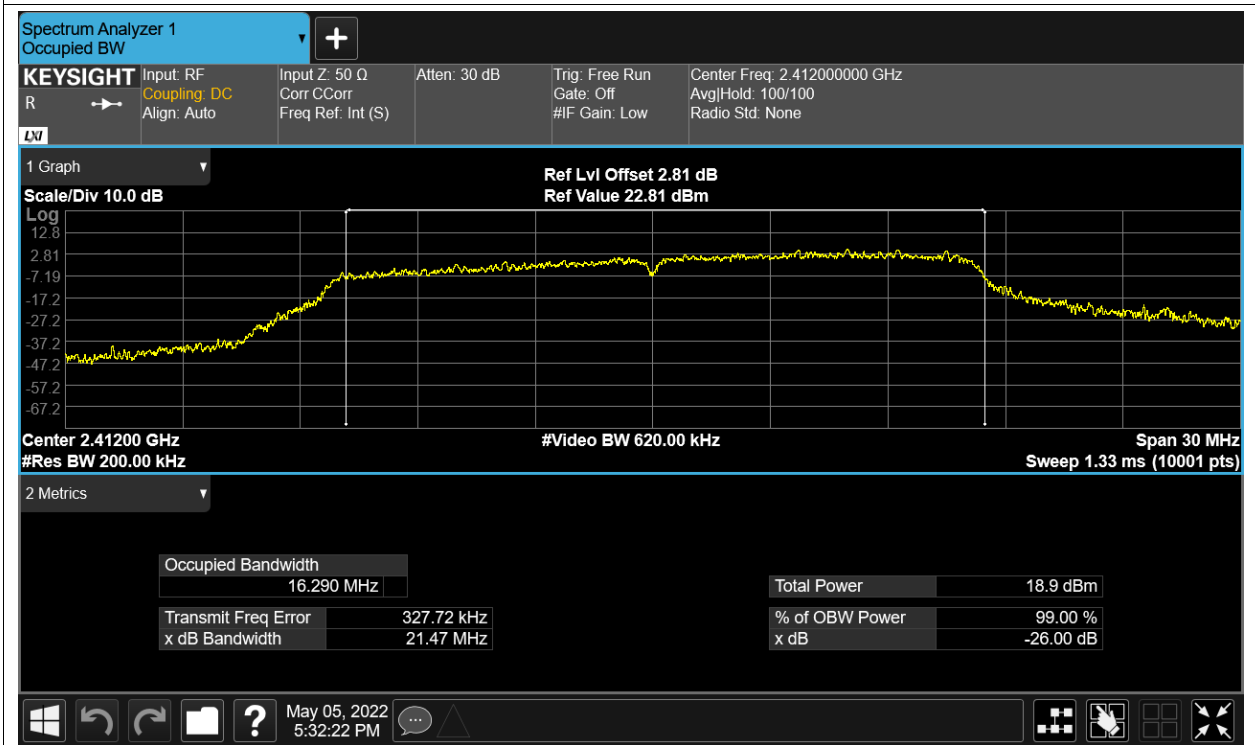 Spectrum Analyzer 1
Occupied BW
KEYSIGHT
R
LXI
Input: RF
Coupling: DC
Align: Auto
Input Z: 50 Ω
Corr CCorr
Freq Ref: Int (S)
Atten: 30 dB
Trig: Free Run
Gate: Off
#IF Gain: Low
Center Freq: 2.412000000 GHz
Avg|Hold: 100/100
Radio Std: None
1 Graph
Scale/Div 10.0 dB
Ref Lvl Offset 2.81 dB
Ref Value 22.81 dBm
Log
12.8
2.81
-7.19
-17.2
-27.2
-37.2
-47.2
-57.2
-67.2
Center 2.41200 GHz
#Video BW 620.00 kHz
Span 30 MHz
#Res BW 200.00 kHz
Sweep 1.33 ms (10001 pts)
2 Metrics
Occupied Bandwidth
16.290 MHz
Total Power 18.9 dBm
Transmit Freq Error 327.72 kHz
% of OBW Power 99.00 %
x dB Bandwidth 21.47 MHz
x dB -26.00 dB
?
May 05, 2022
5:32:22 PM